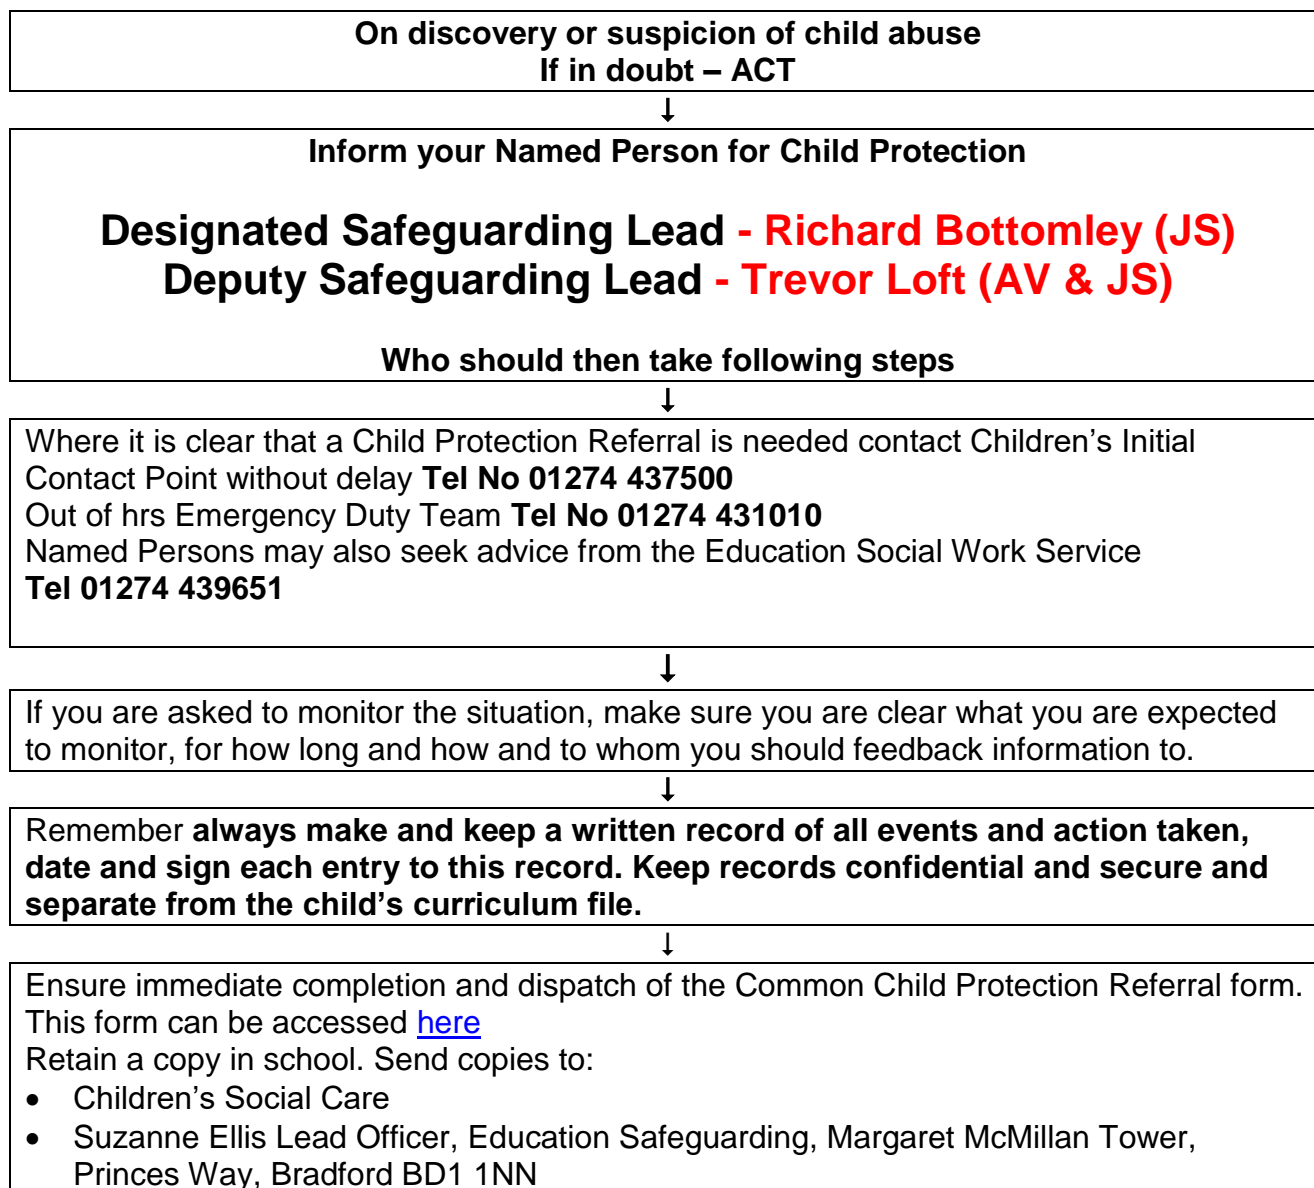 On discovery or suspicion of child abuse
If in doubt – ACT
↓
Inform your Named Person for Child Protection
Designated Safeguarding Lead - Richard Bottomley (JS)
Deputy Safeguarding Lead - Trevor Loft (AV & JS)
Who should then take following steps
↓
Where it is clear that a Child Protection Referral is needed contact Children’s Initial
Contact Point without delay Tel No 01274 437500
Out of hrs Emergency Duty Team Tel No 01274 431010
Named Persons may also seek advice from the Education Social Work Service
Tel 01274 439651
↓
If you are asked to monitor the situation, make sure you are clear what you are expected
to monitor, for how long and how and to whom you should feedback information to.
↓
Remember always make and keep a written record of all events and action taken,
date and sign each entry to this record. Keep records confidential and secure and
separate from the child’s curriculum file.
↓
Ensure immediate completion and dispatch of the Common Child Protection Referral form.
This form can be accessed here
Retain a copy in school. Send copies to:
• Children’s Social Care
• Suzanne Ellis Lead Officer, Education Safeguarding, Margaret McMillan Tower,
Princes Way, Bradford BD1 1NN